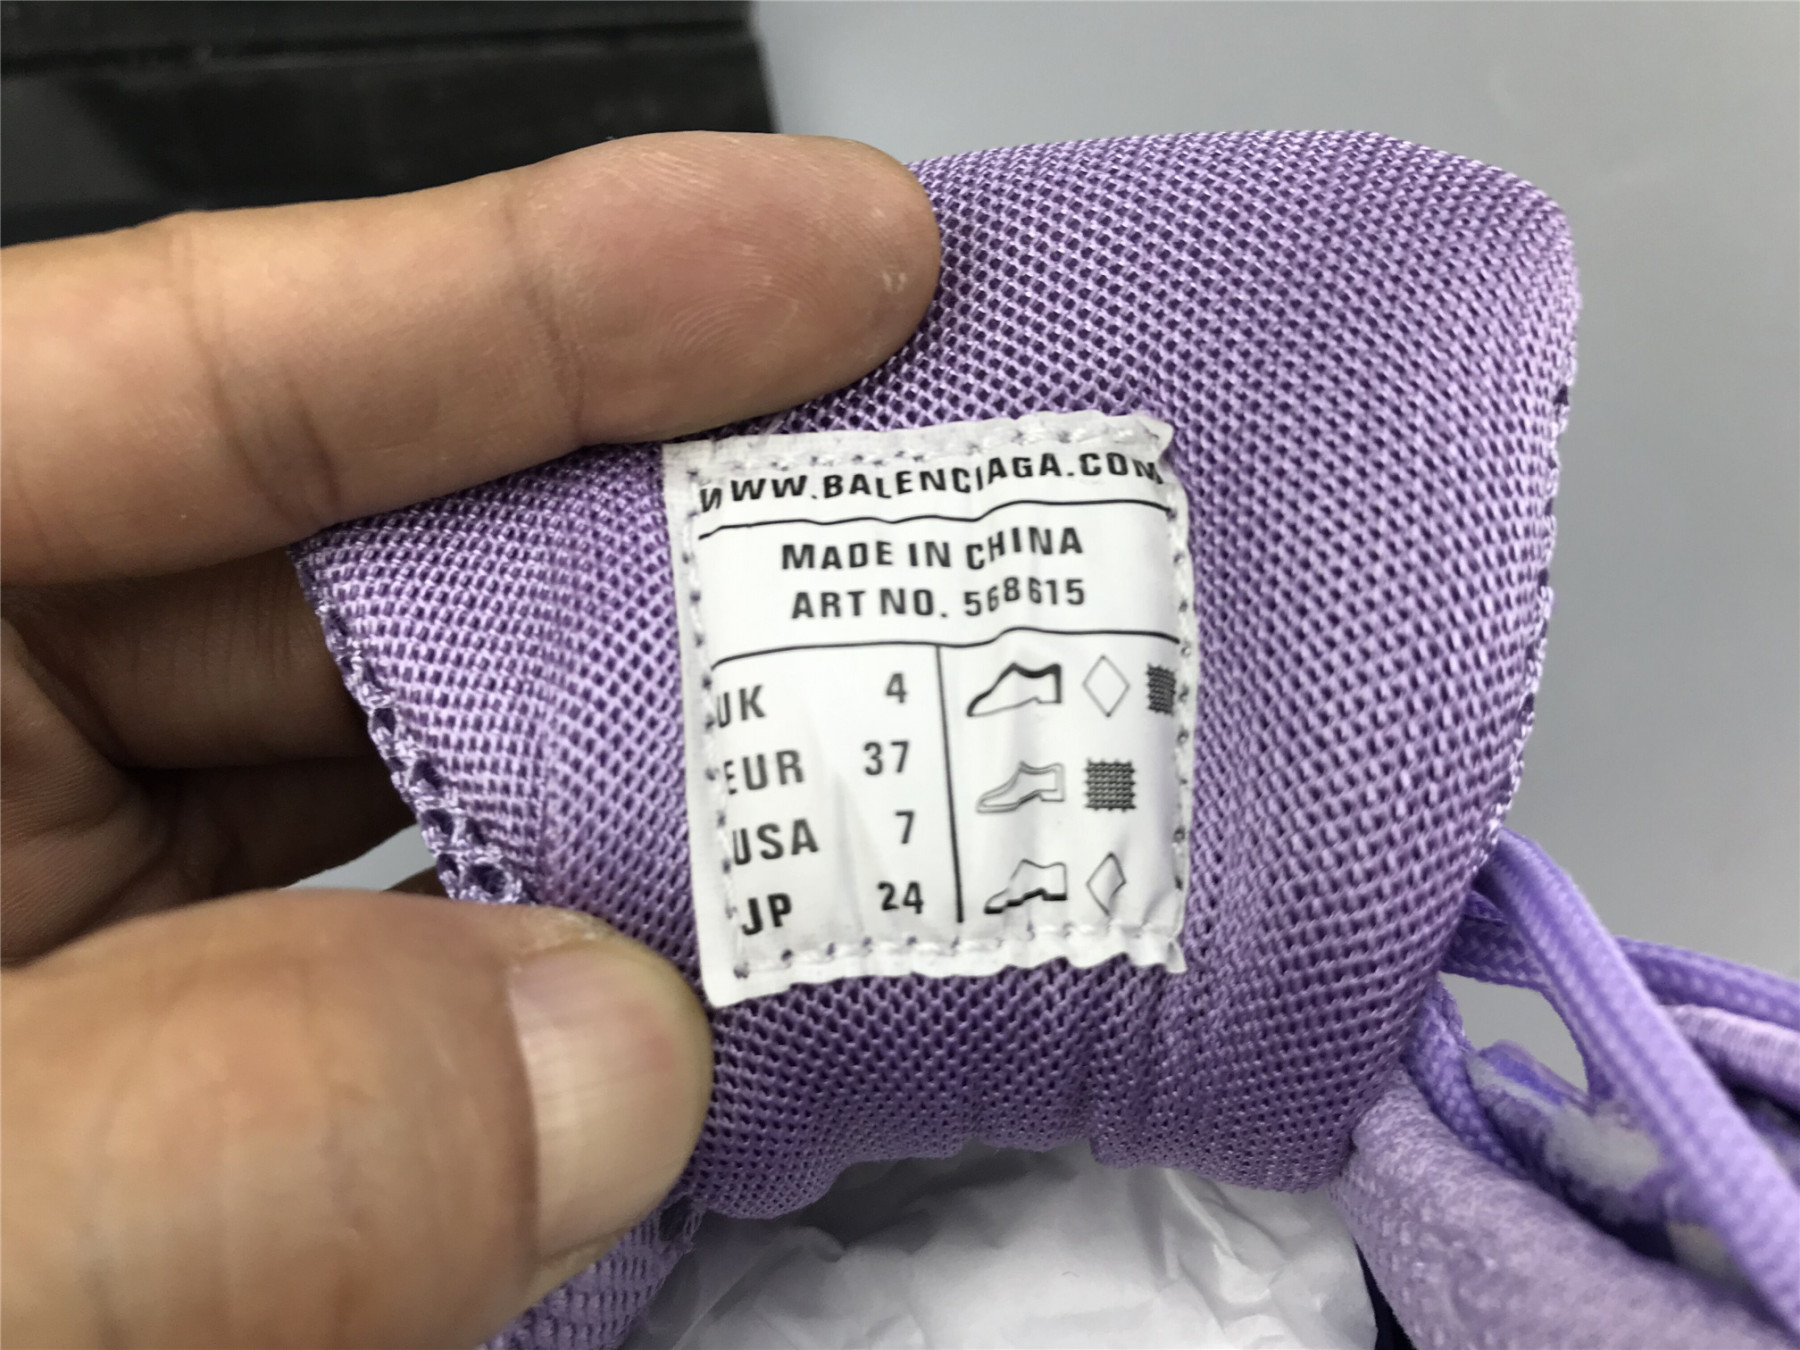 WWW.BALENCIAGA.COM
MADE IN CHINA
ART NO. 568615
UK 4
EUR 37
USA 7
JP 24